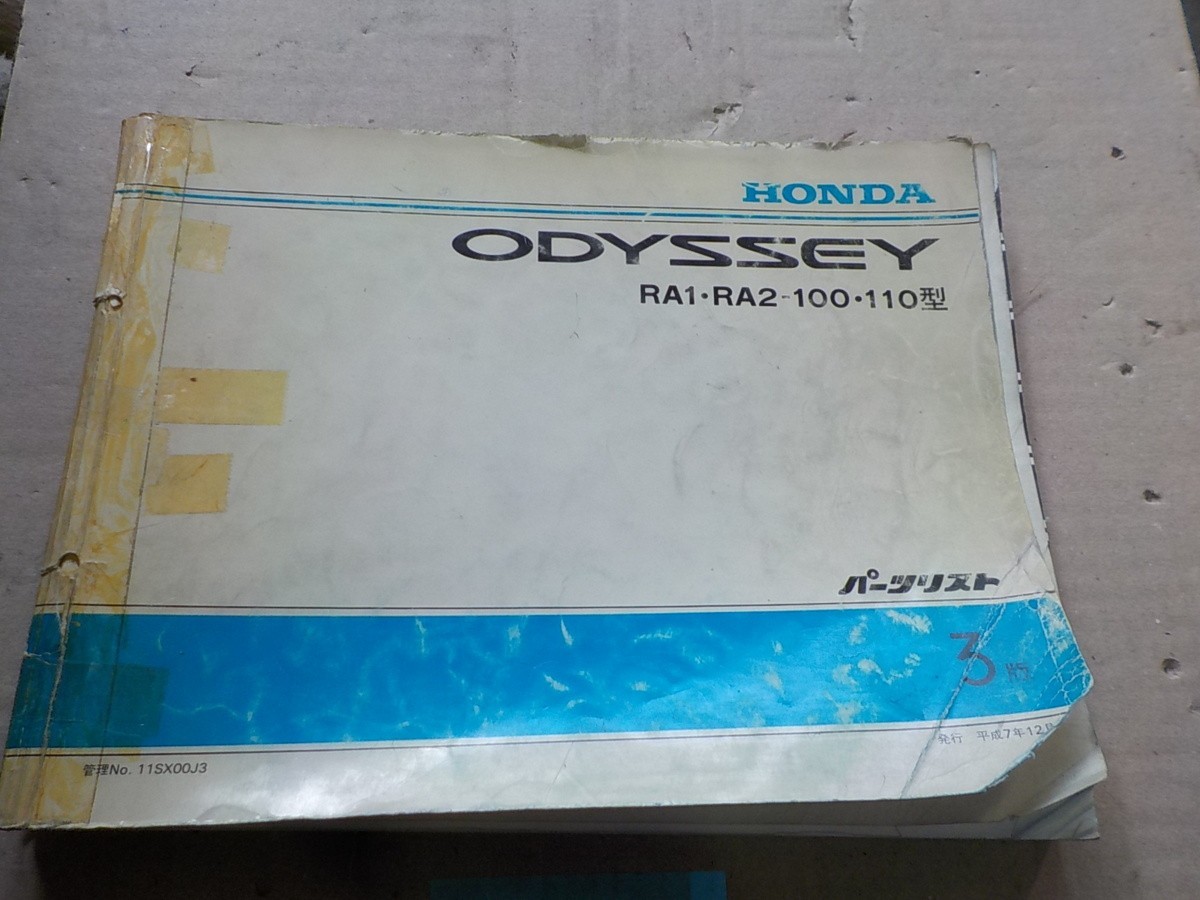 HONDA
ODYSSEY
RA1・RA2-100・110型
パーツリスト
3版
発行 平成7年12月
管理No. 11SX00J3